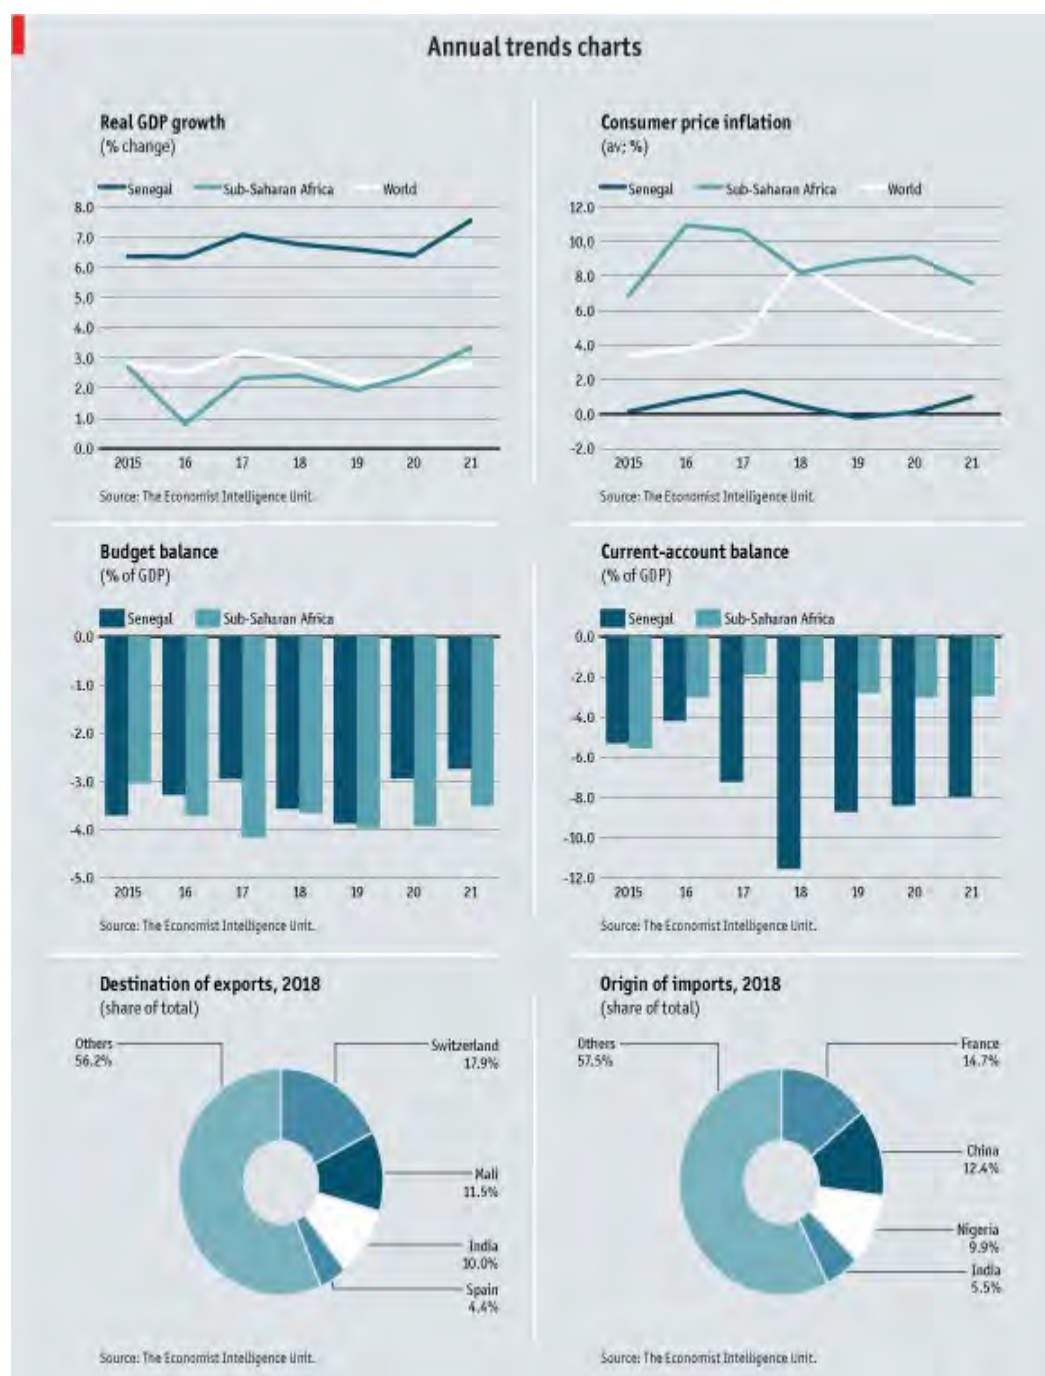 Annual trends charts
Real GDP growth
(% change)
Senegal Sub-Saharan Africa World
8.0
7.0
6.0
5.0
4.0
3.0
2.0
1.0
0.0
2015 16 17 18 19 20 21
Source: The Economist Intelligence Unit.
Consumer price inflation
(av; %)
Senegal Sub-Saharan Africa World
12.0
10.0
8.0
6.0
4.0
2.0
0.0
-2.0
2015 16 17 18 19 20 21
Source: The Economist Intelligence Unit.
Budget balance
(% of GDP)
Senegal Sub-Saharan Africa
0.0
-1.0
-2.0
-3.0
-4.0
-5.0
2015 16 17 18 19 20 21
Source: The Economist Intelligence Unit.
Current-account balance
(% of GDP)
Senegal Sub-Saharan Africa
0.0
-2.0
-4.0
-6.0
-8.0
-10.0
-12.0
2015 16 17 18 19 20 21
Source: The Economist Intelligence Unit.
Destination of exports, 2018
(share of total)
Others
56.2%
Switzerland
17.9%
Mali
11.5%
India
10.0%
Spain
4.4%
Source: The Economist Intelligence Unit.
Origin of imports, 2018
(share of total)
Others
57.5%
France
14.7%
China
12.4%
Nigeria
9.9%
India
5.5%
Source: The Economist Intelligence Unit.